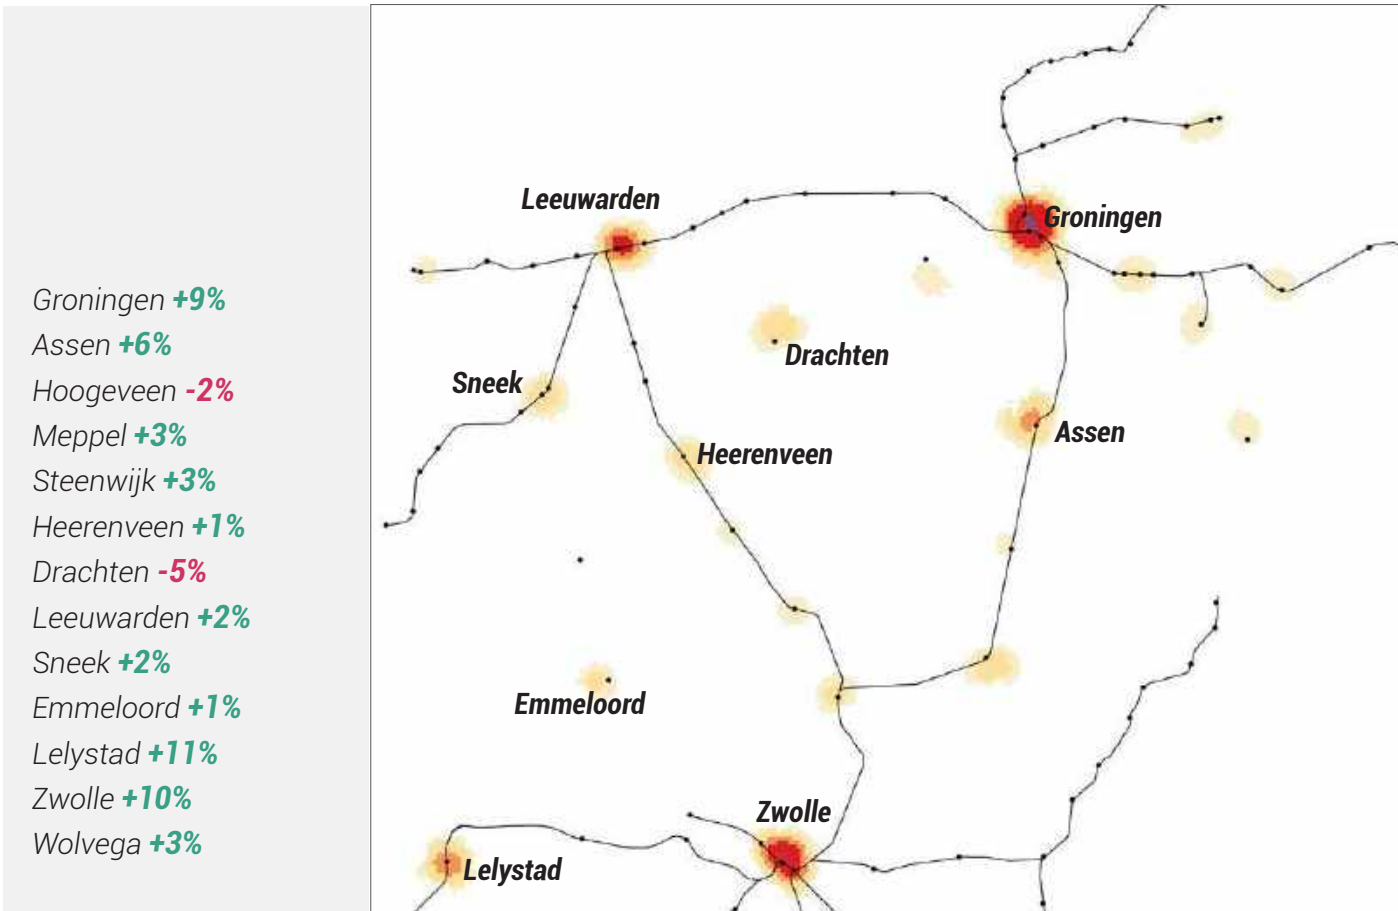 Groningen +9%
Assen +6%
Hoogeveen -2%
Meppel +3%
Steenwijk +3%
Heerenveen +1%
Drachten -5%
Leeuwarden +2%
Sneek +2%
Emmeloord +1%
Lelystad +11%
Zwolle +10%
Wolvega +3%
Leeuwarden
Groningen
Drachten
Sneek
Assen
Heerenveen
Emmeloord
Zwolle
Lelystad